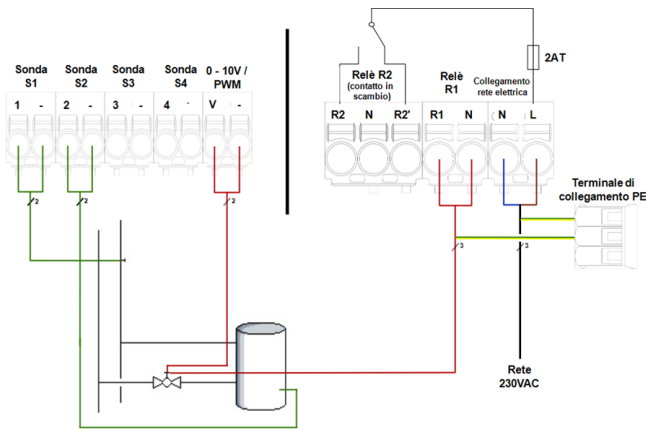 Sonda S1
Sonda S2
Sonda S3
Sonda S4
0 - 10V / PWM
1 -
2 -
3 -
4 -
V -
2
2
2
Relè R2
(contatto in scambio)
Relè R1
Collegamento rete elettrica
2AT
R2 N R2'
R1 N
N L
Terminale di collegamento PE
3
3
Rete 230VAC